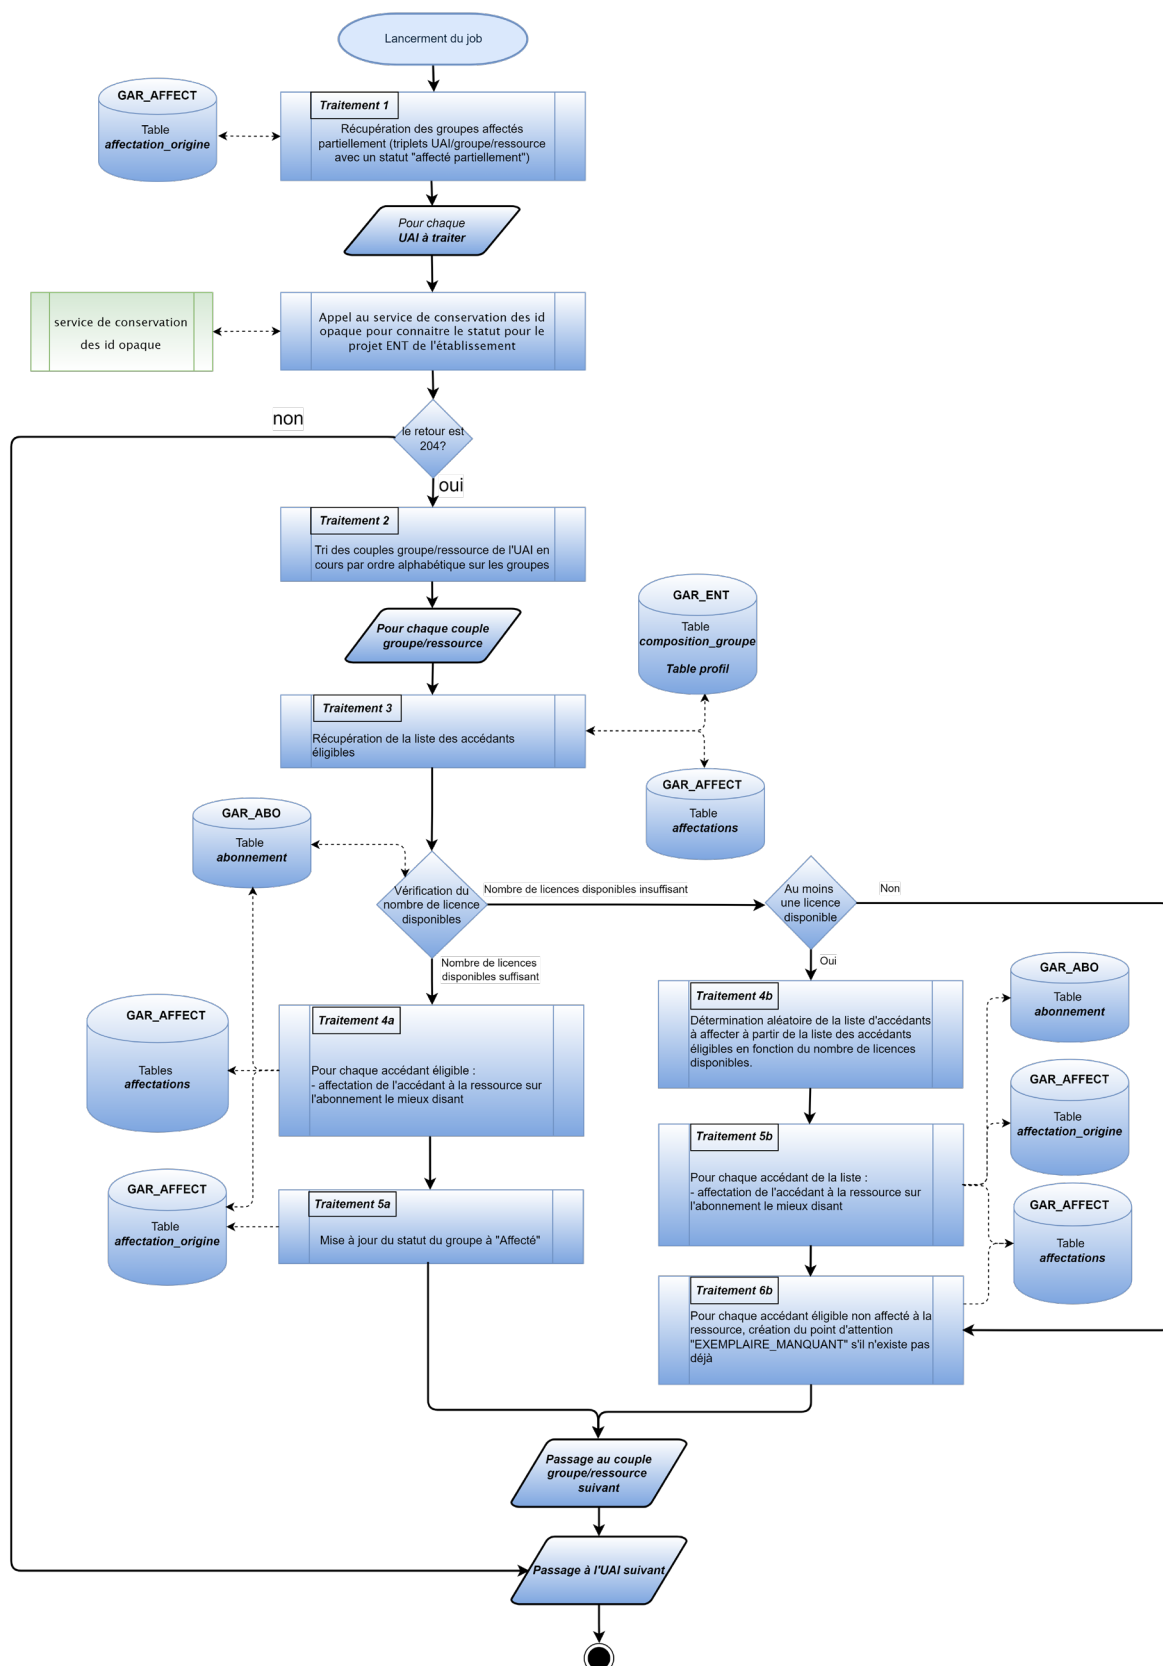 Lancerment du job
GAR_AFFECT
Table
affectation_origine
Traitement 1
Récupération des groupes affectés
partiellement (triplets UAI/groupe/ressource
avec un statut "affecté partiellement")
Pour chaque
UAI à traiter
service de conservation
des id opaque
Appel au service de conservation des id
opaque pour connaitre le statut pour le
projet ENT de l'établissement
non
le retour est
204?
oui
Traitement 2
Tri des couples groupe/ressource de l'UAI en
cours par ordre alphabétique sur les groupes
Pour chaque couple
groupe/ressource
GAR_ENT
Table
composition_groupe
Table profil
Traitement 3
Récupération de la liste des accédants
éligibles
GAR_AFFECT
Table
affectations
GAR_ABO
Table
abonnement
Vérification du
nombre de licence
disponibles
Nombre de licences disponibles insuffisant
Au moins
une licence
disponible
Non
Nombre de licences
disponibles suffisant
Oui
GAR_AFFECT
Tables
affectations
Traitement 4a
Pour chaque accédant éligible :
- affectation de l'accédant à la ressource sur
l'abonnement le mieux disant
Traitement 4b
Détermination aléatoire de la liste d'accédants
à affecter à partir de la liste des accédants
éligibles en fonction du nombre de licences
disponibles.
GAR_ABO
Table
abonnement
GAR_AFFECT
Table
affectation_origine
Traitement 5b
Pour chaque accédant de la liste :
- affectation de l'accédant à la ressource sur
l'abonnement le mieux disant
GAR_AFFECT
Table
affectation_origine
Traitement 5a
Mise à jour du statut du groupe à "Affecté"
GAR_AFFECT
Table
affectations
Traitement 6b
Pour chaque accédant éligible non affecté à la
ressource, création du point d'attention
"EXEMPLAIRE_MANQUANT" s'il n'existe pas
déjà
Passage au couple
groupe/ressource
suivant
Passage à l'UAI suivant